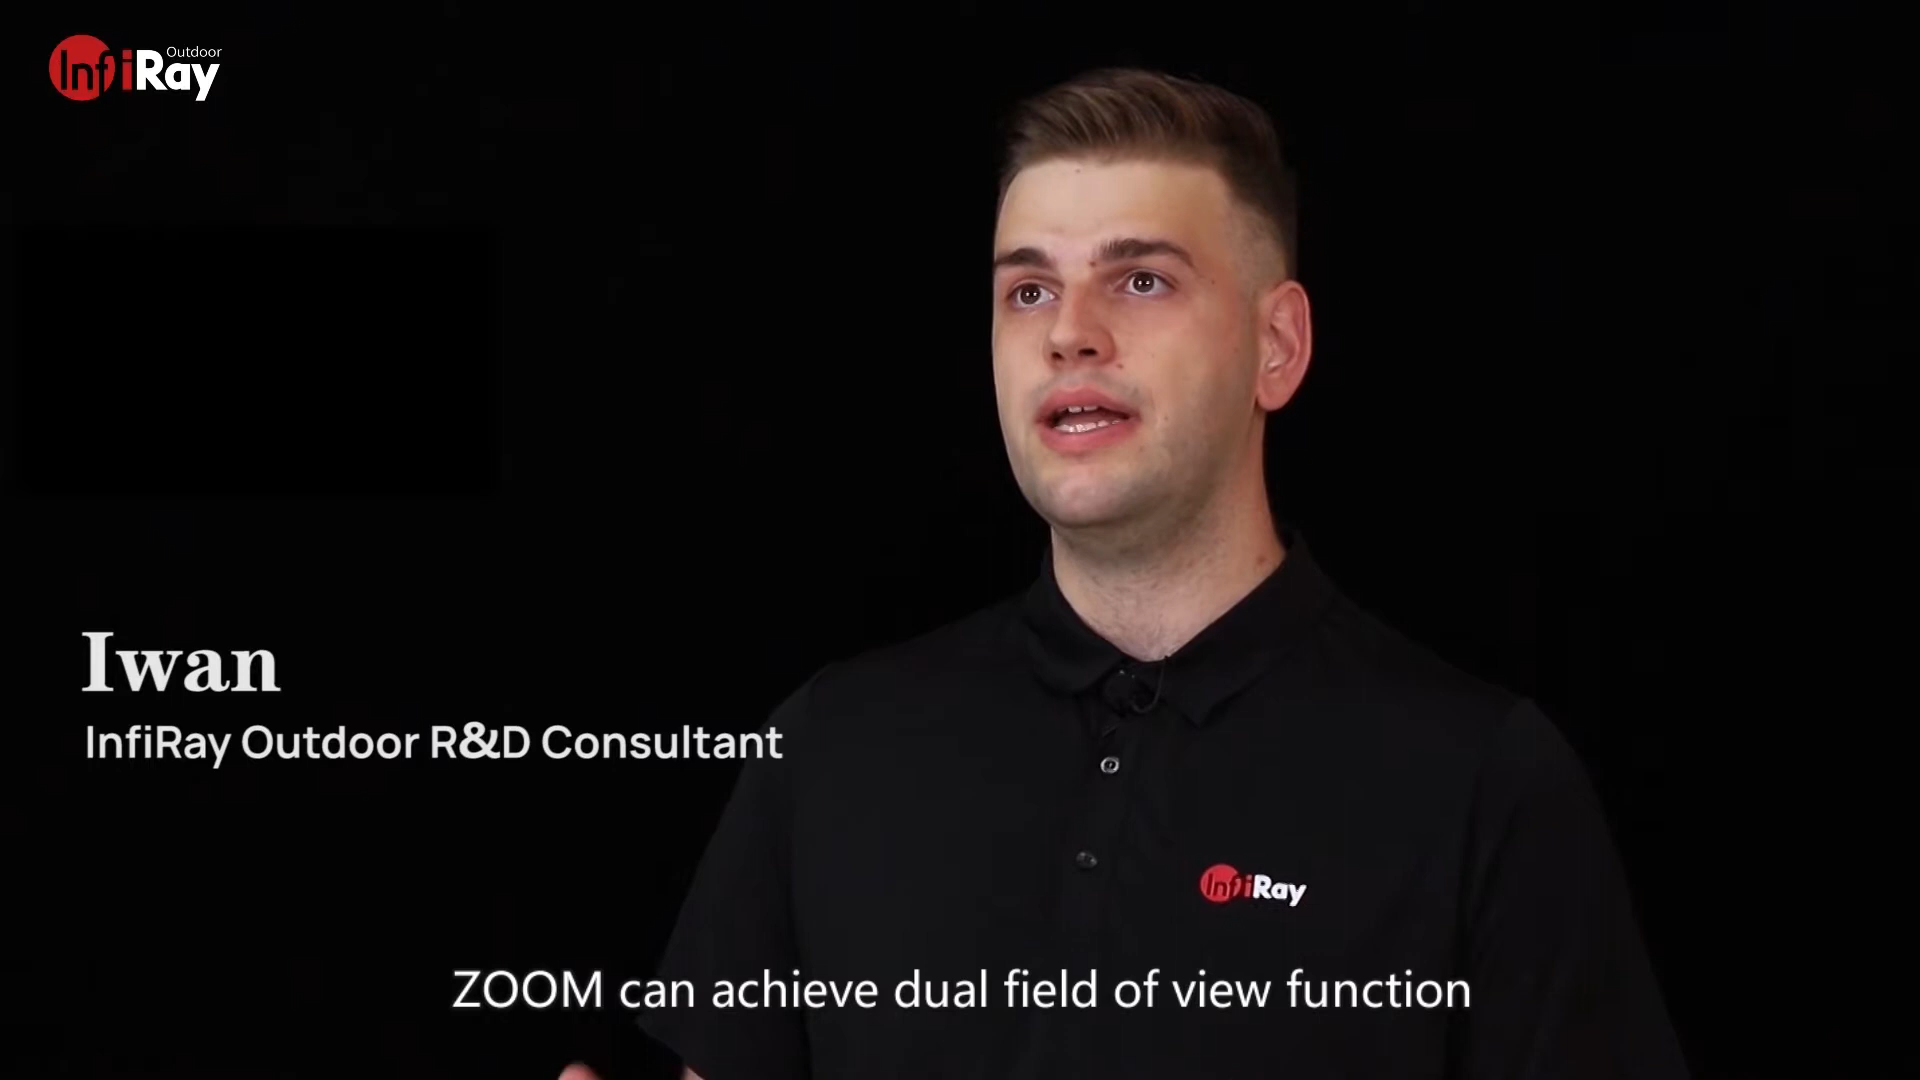 Outdoor
InfiRay
Iwan
InfiRay Outdoor R&D Consultant
InfiRay
ZOOM can achieve dual field of view function